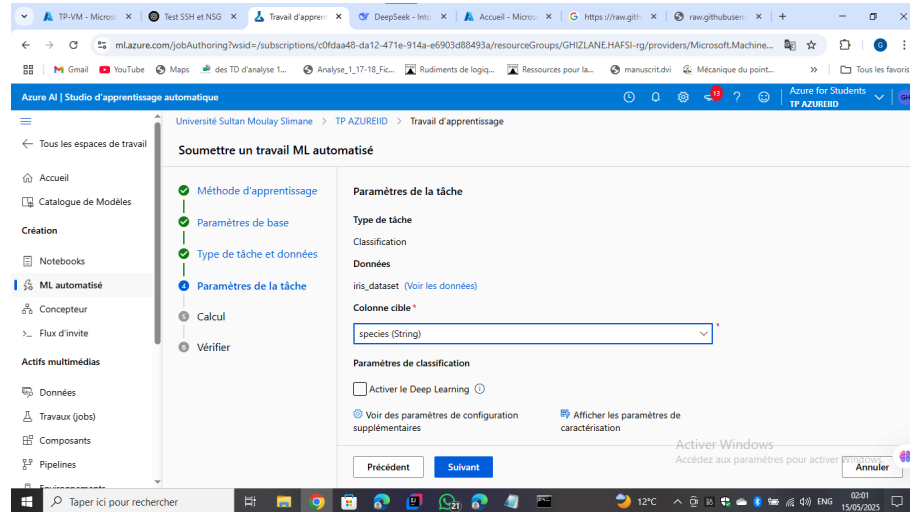 TP-VM - Micros
Test SSH et NSG
Travail d'appren
DeepSeek - Into
Accueil - Micros
https://raw.gith
raw.githubuserc
ml.azure.com/jobAuthoring?wsid=/subscriptions/c0fdaa48-da12-471e-914a-e6903d88493a/resourceGroups/GHIZLANE.HAFSI-rg/providers/Microsoft.Machine...
G
Gmail
YouTube
Maps
des TD d'analyse 1...
Analyse_1_17-18_Fic...
Rudiments de logiq...
Ressources pour la...
manuscrit.dvi
Mécanique du point...
Tous les favoris
Azure AI | Studio d'apprentissage automatique
13
Azure for Students
TP AZUREIID
GH
Tous les espaces de travail
Accueil
Catalogue de Modèles
Création
Notebooks
ML automatisé
Concepteur
Flux d'invite
Actifs multimédias
Données
Travaux (jobs)
Composants
Pipelines
Environnements
Université Sultan Moulay Slimane > TP AZUREIID > Travail d'apprentissage
Soumettre un travail ML automatisé
Méthode d'apprentissage
Paramètres de base
Type de tâche et données
4 Paramètres de la tâche
5 Calcul
6 Vérifier
Paramètres de la tâche
Type de tâche
Classification
Données
iris_dataset (Voir les données)
Colonne cible *
species (String)
*
Paramètres de classification
Activer le Deep Learning
Voir des paramètres de configuration
supplémentaires
Afficher les paramètres de
caractérisation
Activer Windows
Accédez aux paramètres pour activer Windows.
Précédent
Suivant
Annuler
Taper ici pour rechercher
21
12°C
ENG
02:01
15/05/2025